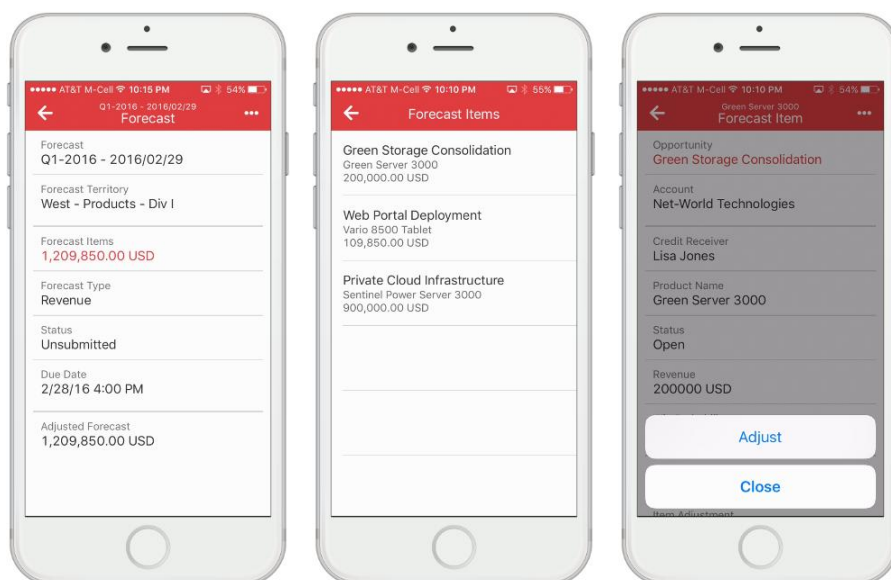 AT&T M-Cell 10:15 PM 54%
Q1-2016 - 2016/02/29
Forecast
Forecast
Q1-2016 - 2016/02/29
Forecast Territory
West - Products - Div I
Forecast Items
1,209,850.00 USD
Forecast Type
Revenue
Status
Unsubmitted
Due Date
2/28/16 4:00 PM
Adjusted Forecast
1,209,850.00 USD
AT&T M-Cell 10:10 PM 55%
Forecast Items
Green Storage Consolidation
Green Server 3000
200,000.00 USD
Web Portal Deployment
Vario 8500 Tablet
109,850.00 USD
Private Cloud Infrastructure
Sentinel Power Server 3000
900,000.00 USD
AT&T M-Cell 10:10 PM 54%
Green Server 3000
Forecast Item
Opportunity
Green Storage Consolidation
Account
Net-World Technologies
Credit Receiver
Lisa Jones
Product Name
Green Server 3000
Status
Open
Revenue
200000 USD
Adjust
Close
Item Adjustment